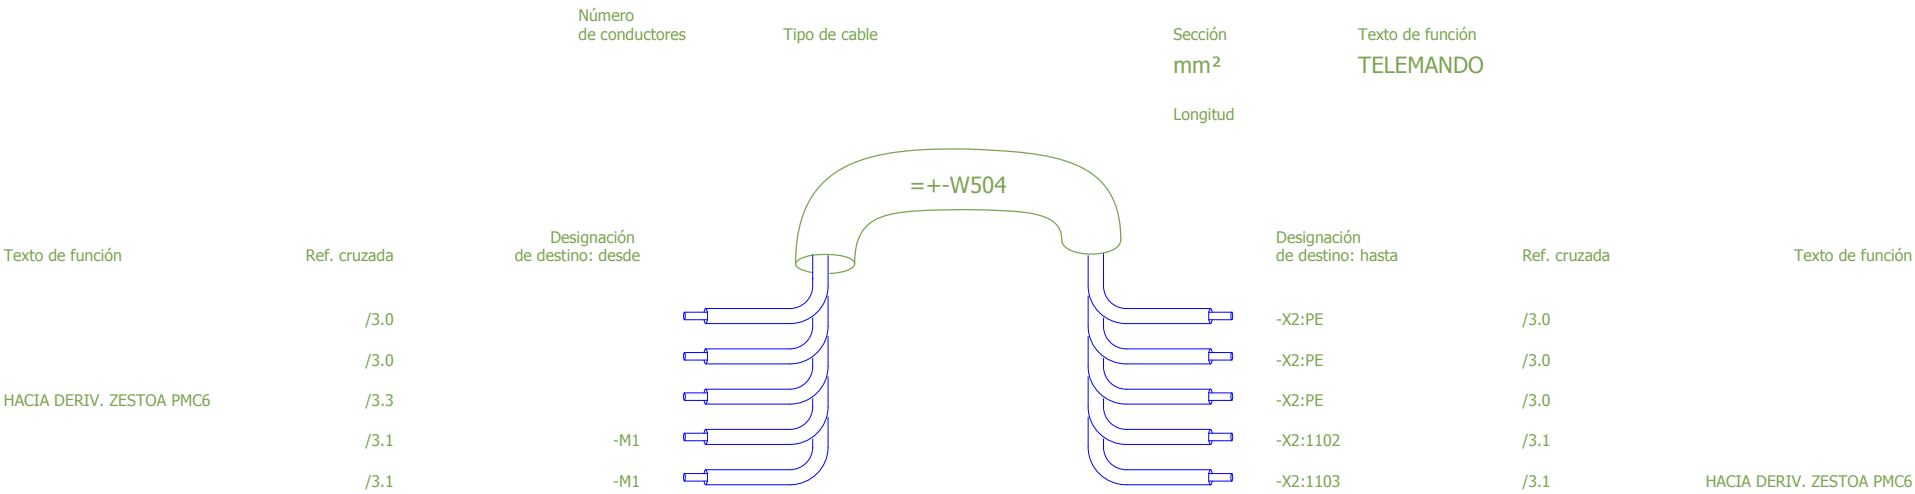 Número
de conductores
Tipo de cable
Sección
Texto de función
mm²
TELEMANDO
Longitud
=+-W504
Texto de función
Ref. cruzada
Designación
de destino: desde
Designación
de destino: hasta
Ref. cruzada
Texto de función
/3.0 -X2:PE /3.0
/3.0 -X2:PE /3.0
HACIA DERIV. ZESTOA PMC6 /3.3 -X2:PE /3.0
/3.1 -M1 -X2:1102 /3.1
/3.1 -M1 -X2:1103 /3.1 HACIA DERIV. ZESTOA PMC6